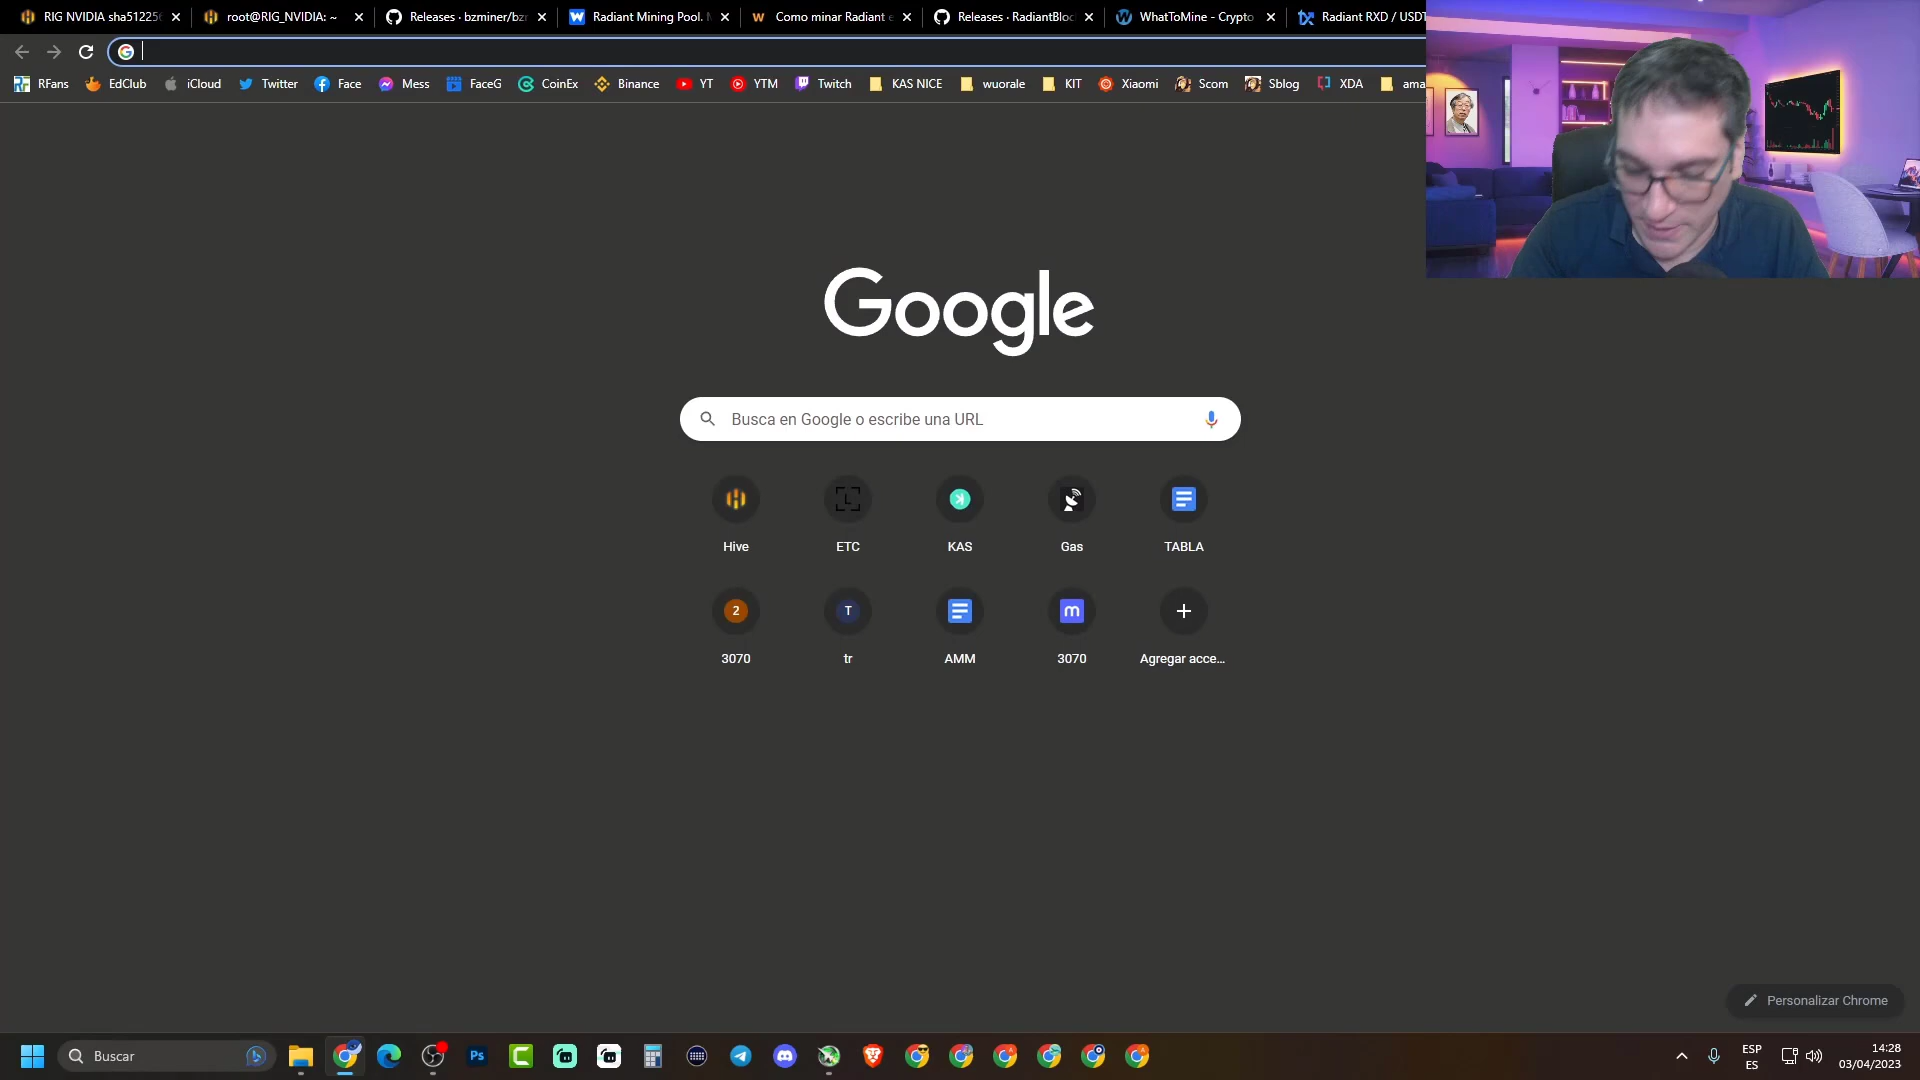 RIG NVIDIA sha51225
root@RIG_NVIDIA: ~
Releases · bzminer/bz
Radiant Mining Pool.
Como minar Radiant e
Releases · RadiantBloc
WhatToMine - Crypto
Radiant RXD / USDT
RFans
EdClub
iCloud
Twitter
Face
Mess
FaceG
CoinEx
Binance
YT
YTM
Twitch
KAS NICE
wuorale
KIT
Xiaomi
Scom
Sblog
XDA
ama
Google
Busca en Google o escribe una URL
Hive
ETC
KAS
Gas
TABLA
2
T
m
3070
tr
AMM
3070
Agregar acce...
Personalizar Chrome
Buscar
Ps
ESP
ES
14:28
03/04/2023